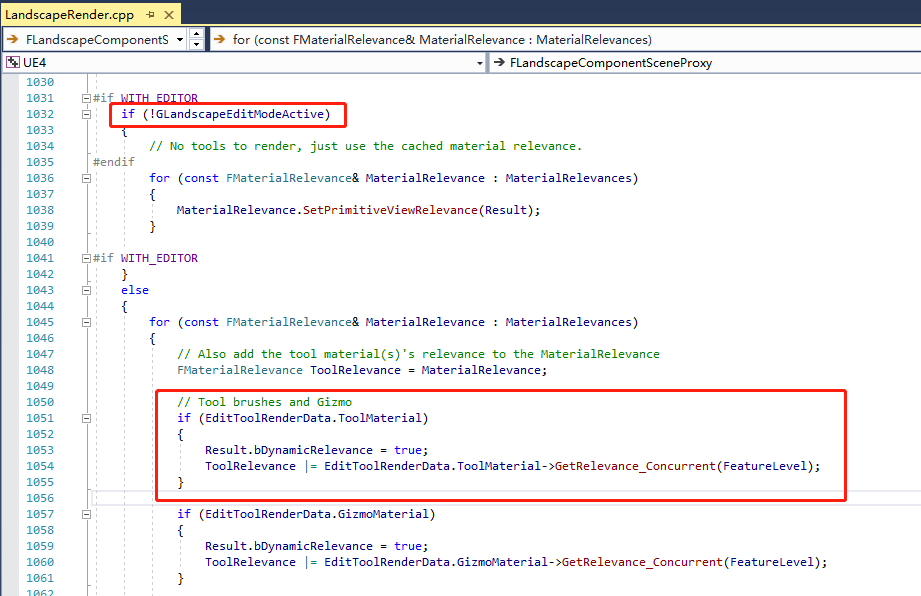 LandscapeRender.cpp
FLandscapeComponentS for (const FMaterialRelevance& MaterialRelevance : MaterialRelevances)
UE4 FLandscapeComponentSceneProxy
1030
1031 #if WITH_EDITOR
1032 if (!GLandscapeEditModeActive)
1033 {
1034 // No tools to render, just use the cached material relevance.
1035 #endif
1036 for (const FMaterialRelevance& MaterialRelevance : MaterialRelevances)
1037 {
1038 MaterialRelevance.SetPrimitiveViewRelevance(Result);
1039 }
1040
1041 #if WITH_EDITOR
1042 }
1043 else
1044 {
1045 for (const FMaterialRelevance& MaterialRelevance : MaterialRelevances)
1046 {
1047 // Also add the tool material(s)'s relevance to the MaterialRelevance
1048 FMaterialRelevance ToolRelevance = MaterialRelevance;
1049
1050 // Tool brushes and Gizmo
1051 if (EditToolRenderData.ToolMaterial)
1052 {
1053 Result.bDynamicRelevance = true;
1054 ToolRelevance |= EditToolRenderData.ToolMaterial->GetRelevance_Concurrent(FeatureLevel);
1055 }
1056
1057 if (EditToolRenderData.GizmoMaterial)
1058 {
1059 Result.bDynamicRelevance = true;
1060 ToolRelevance |= EditToolRenderData.GizmoMaterial->GetRelevance_Concurrent(FeatureLevel);
1061 }
1062